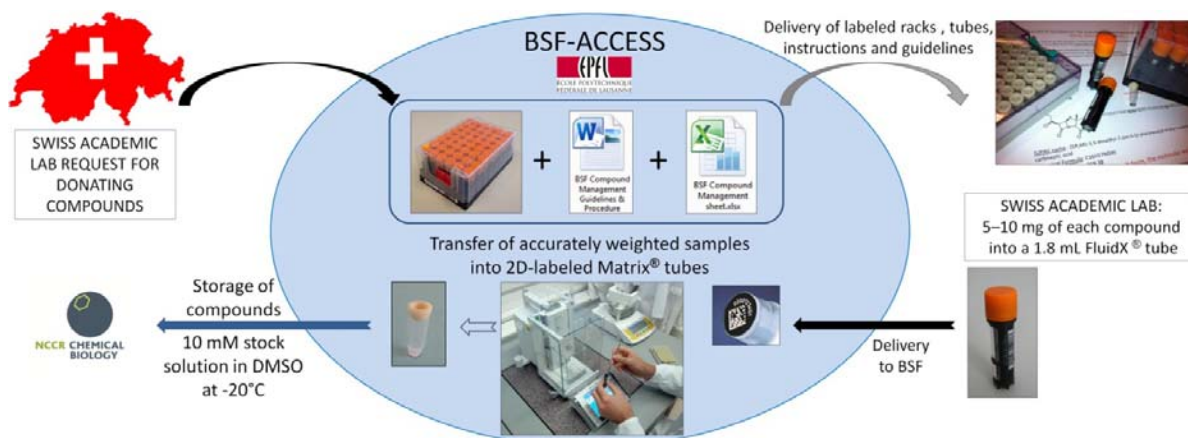 BSF-ACCESS
EPFL
ÉCOLE POLYTECHNIQUE
FÉDÉRALE DE LAUSANNE
SWISS ACADEMIC
LAB REQUEST FOR
DONATING
COMPOUNDS
BSF Compound
Management
Guidelines &
Procedure
BSF Compound
Management
sheet.xlsx
Delivery of labeled racks , tubes,
instructions and guidelines
SWISS ACADEMIC LAB:
5–10 mg of each compound
into a 1.8 mL FluidX® tube
Delivery
to BSF
Transfer of accurately weighted samples
into 2D-labeled Matrix® tubes
Storage of
compounds
10 mM stock
solution in DMSO
at -20°C
NCCR CHEMICAL
BIOLOGY